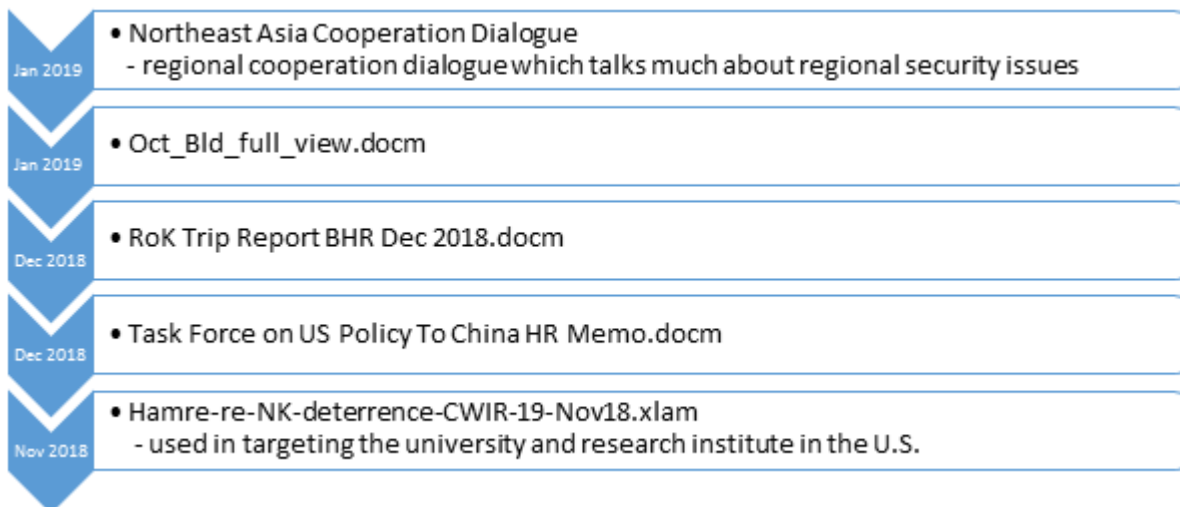 Jan 2019
• Northeast Asia Cooperation Dialogue
- regional cooperation dialogue which talks much about regional security issues
Jan 2019
• Oct_Bld_full_view.docm
Dec 2018
• RoK Trip Report BHR Dec 2018.docm
Dec 2018
• Task Force on US Policy To China HR Memo.docm
Nov 2018
• Hamre-re-NK-deterrence-CWIR-19-Nov18.xlam
- used in targeting the university and research institute in the U.S.